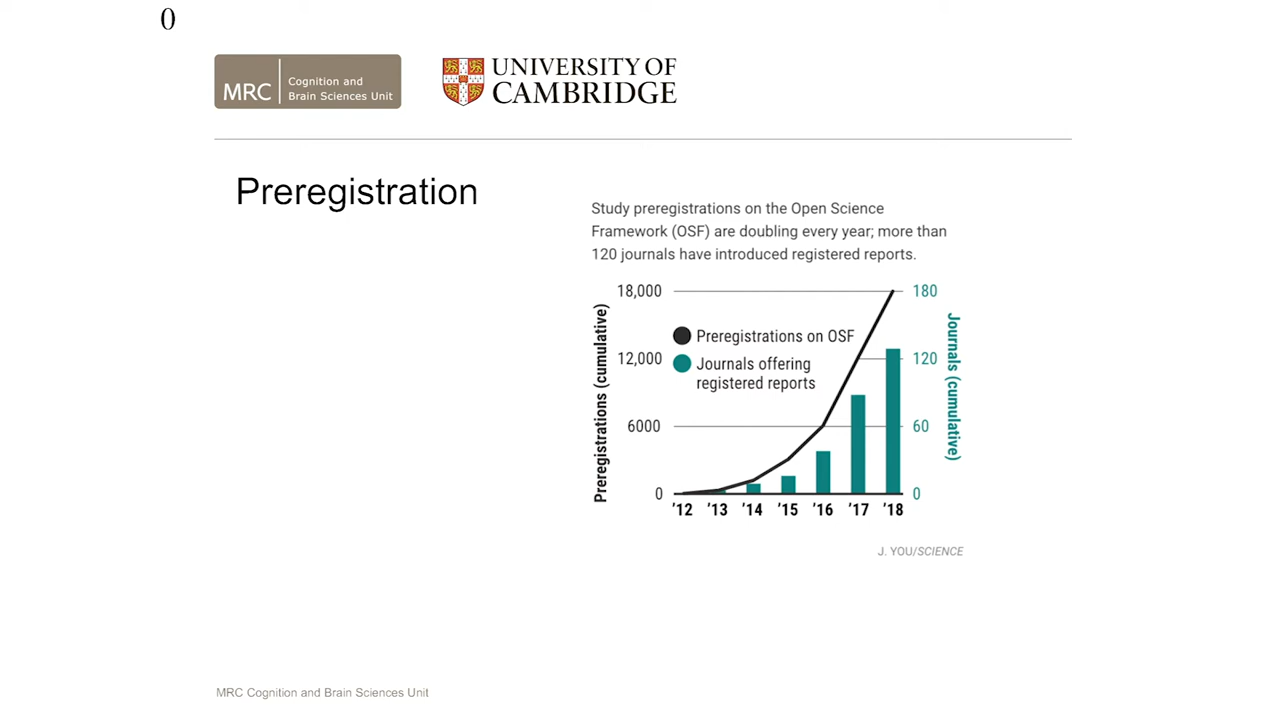 0
MRC
Cognition and
Brain Sciences Unit
UNIVERSITY OF
CAMBRIDGE
Preregistration
Study preregistrations on the Open Science
Framework (OSF) are doubling every year; more than
120 journals have introduced registered reports.
18,000
12,000
6000
0
Preregistrations (cumulative)
Preregistrations on OSF
Journals offering
registered reports
180
120
60
0
Journals (cumulative)
'12 '13 '14 '15 '16 '17 '18
J. YOU/SCIENCE
MRC Cognition and Brain Sciences Unit